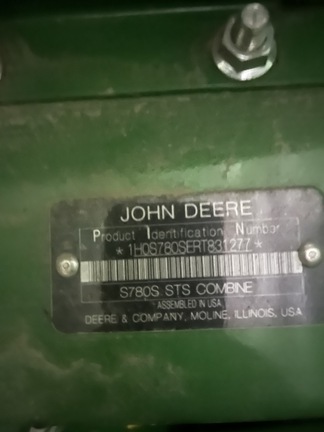 JOHN DEERE
Product Identification Number
*1H0S780SERT831277*
S780S STS COMBINE
ASSEMBLED IN USA
DEERE & COMPANY, MOLINE, ILLINOIS, USA